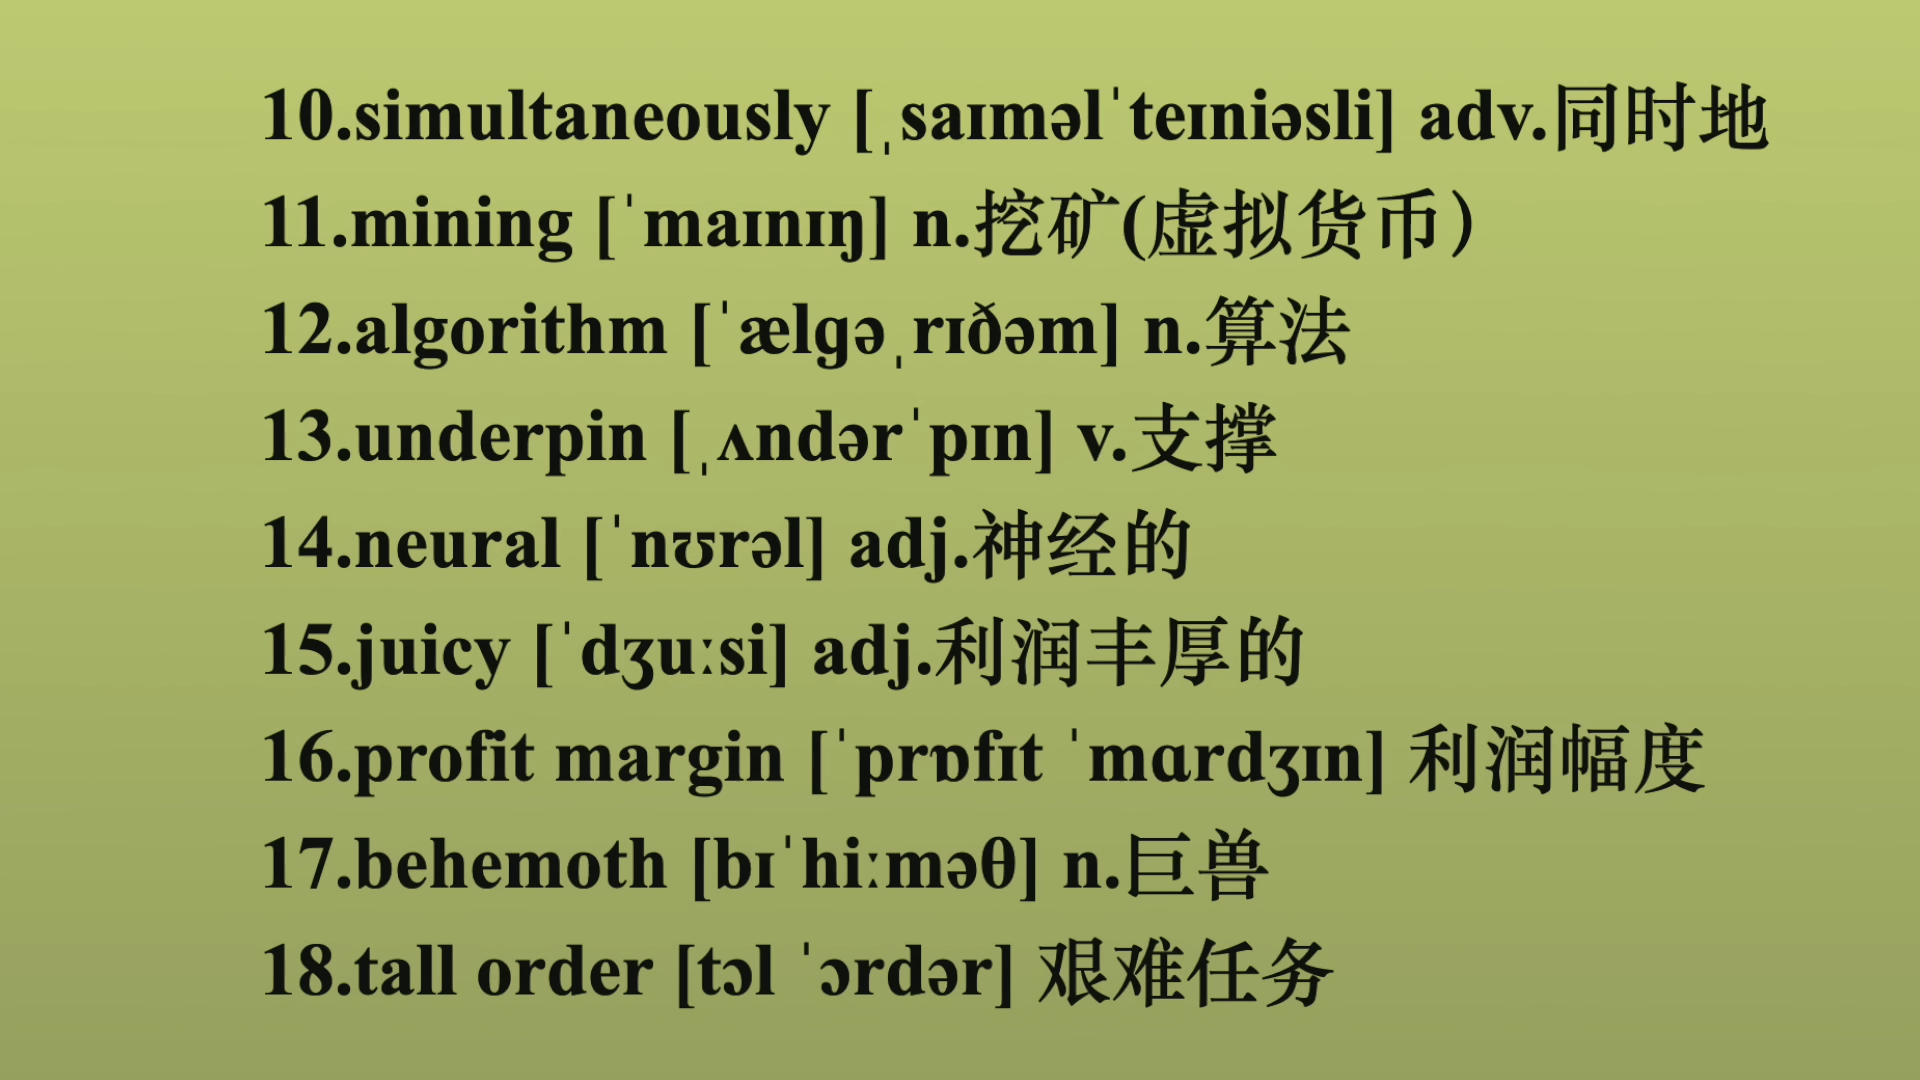 10.simultaneously [ˌsaɪməlˈteɪniəsli] adv.同时地
11.mining [ˈmaɪnɪŋ] n.挖矿(虚拟货币）
12.algorithm [ˈælɡəˌrɪðəm] n.算法
13.underpin [ˌʌndərˈpɪn] v.支撑
14.neural [ˈnʊrəl] adj.神经的
15.juicy [ˈdʒuːsi] adj.利润丰厚的
16.profit margin [ˈprɒfɪt ˈmɑrdʒɪn] 利润幅度
17.behemoth [bɪˈhiːməθ] n.巨兽
18.tall order [tɔl ˈɔrdər] 艰难任务